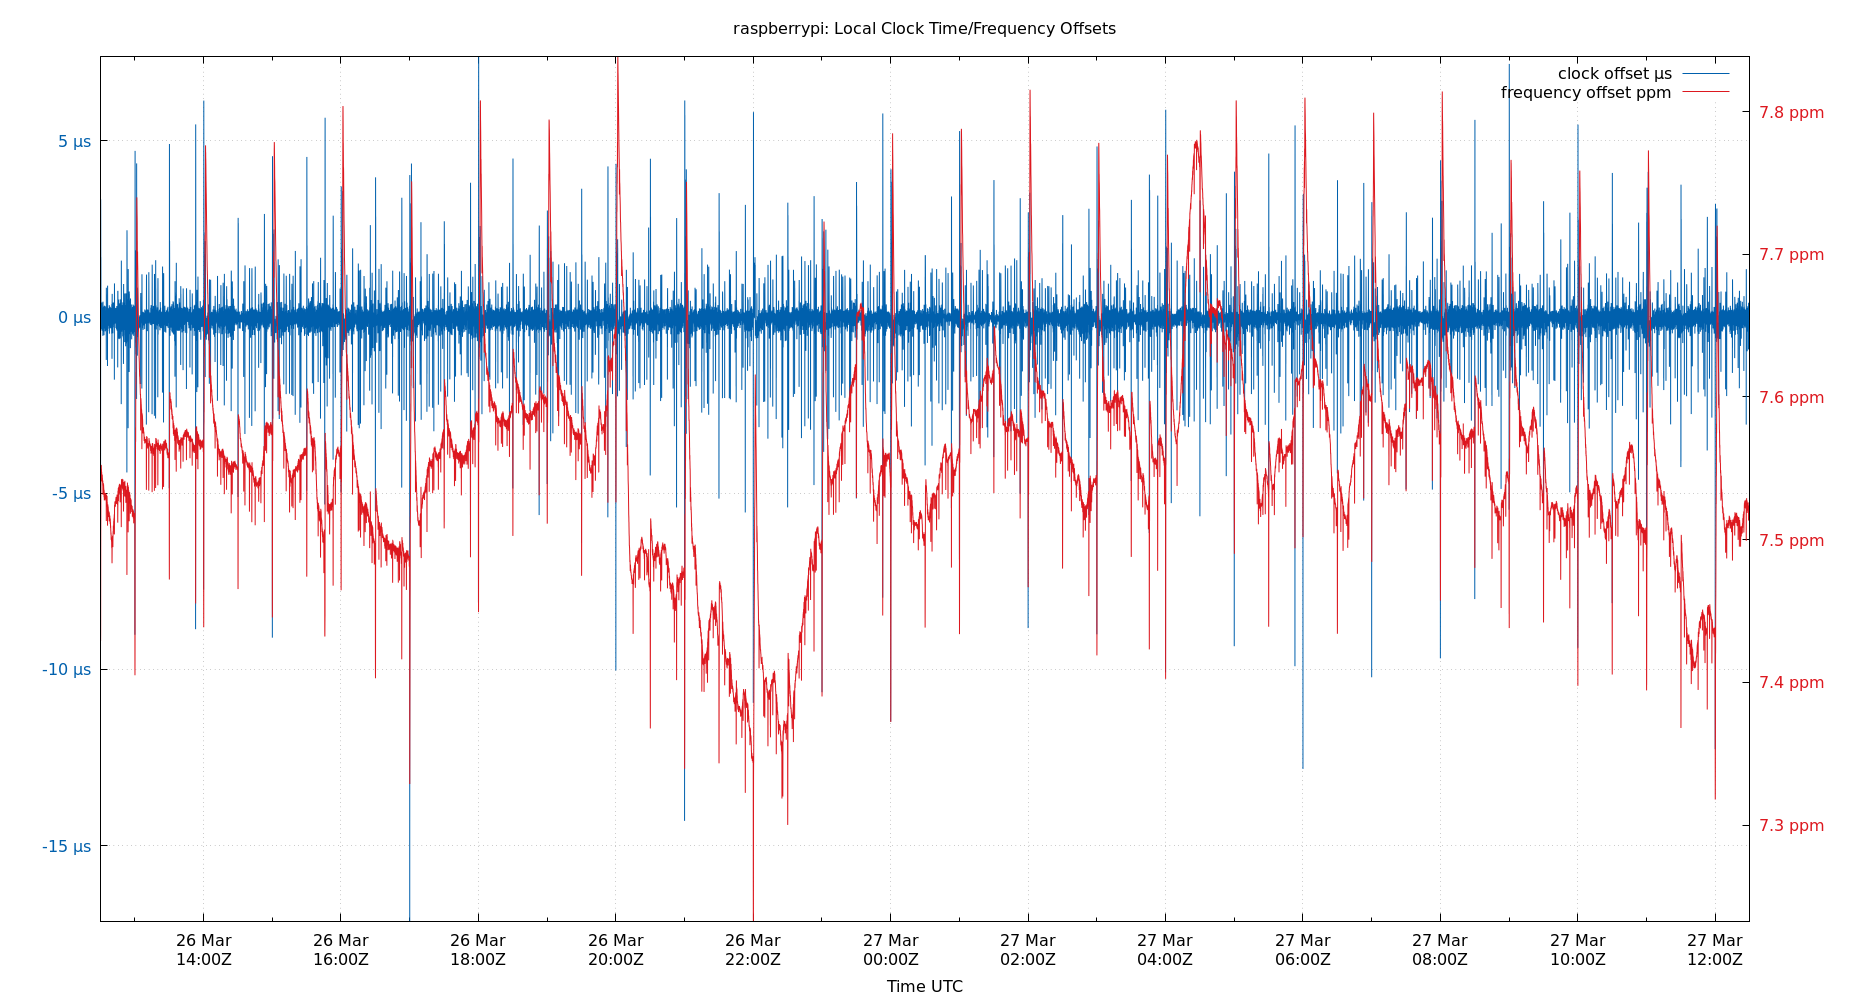 raspberrypi: Local Clock Time/Frequency Offsets
clock offset µs
frequency offset ppm
5 µs
0 µs
-5 µs
-10 µs
-15 µs
7.8 ppm
7.7 ppm
7.6 ppm
7.5 ppm
7.4 ppm
7.3 ppm
26 Mar 26 Mar 26 Mar 26 Mar 26 Mar 27 Mar 27 Mar 27 Mar 27 Mar 27 Mar 27 Mar 27 Mar
14:00Z 16:00Z 18:00Z 20:00Z 22:00Z 00:00Z 02:00Z 04:00Z 06:00Z 08:00Z 10:00Z 12:00Z
Time UTC